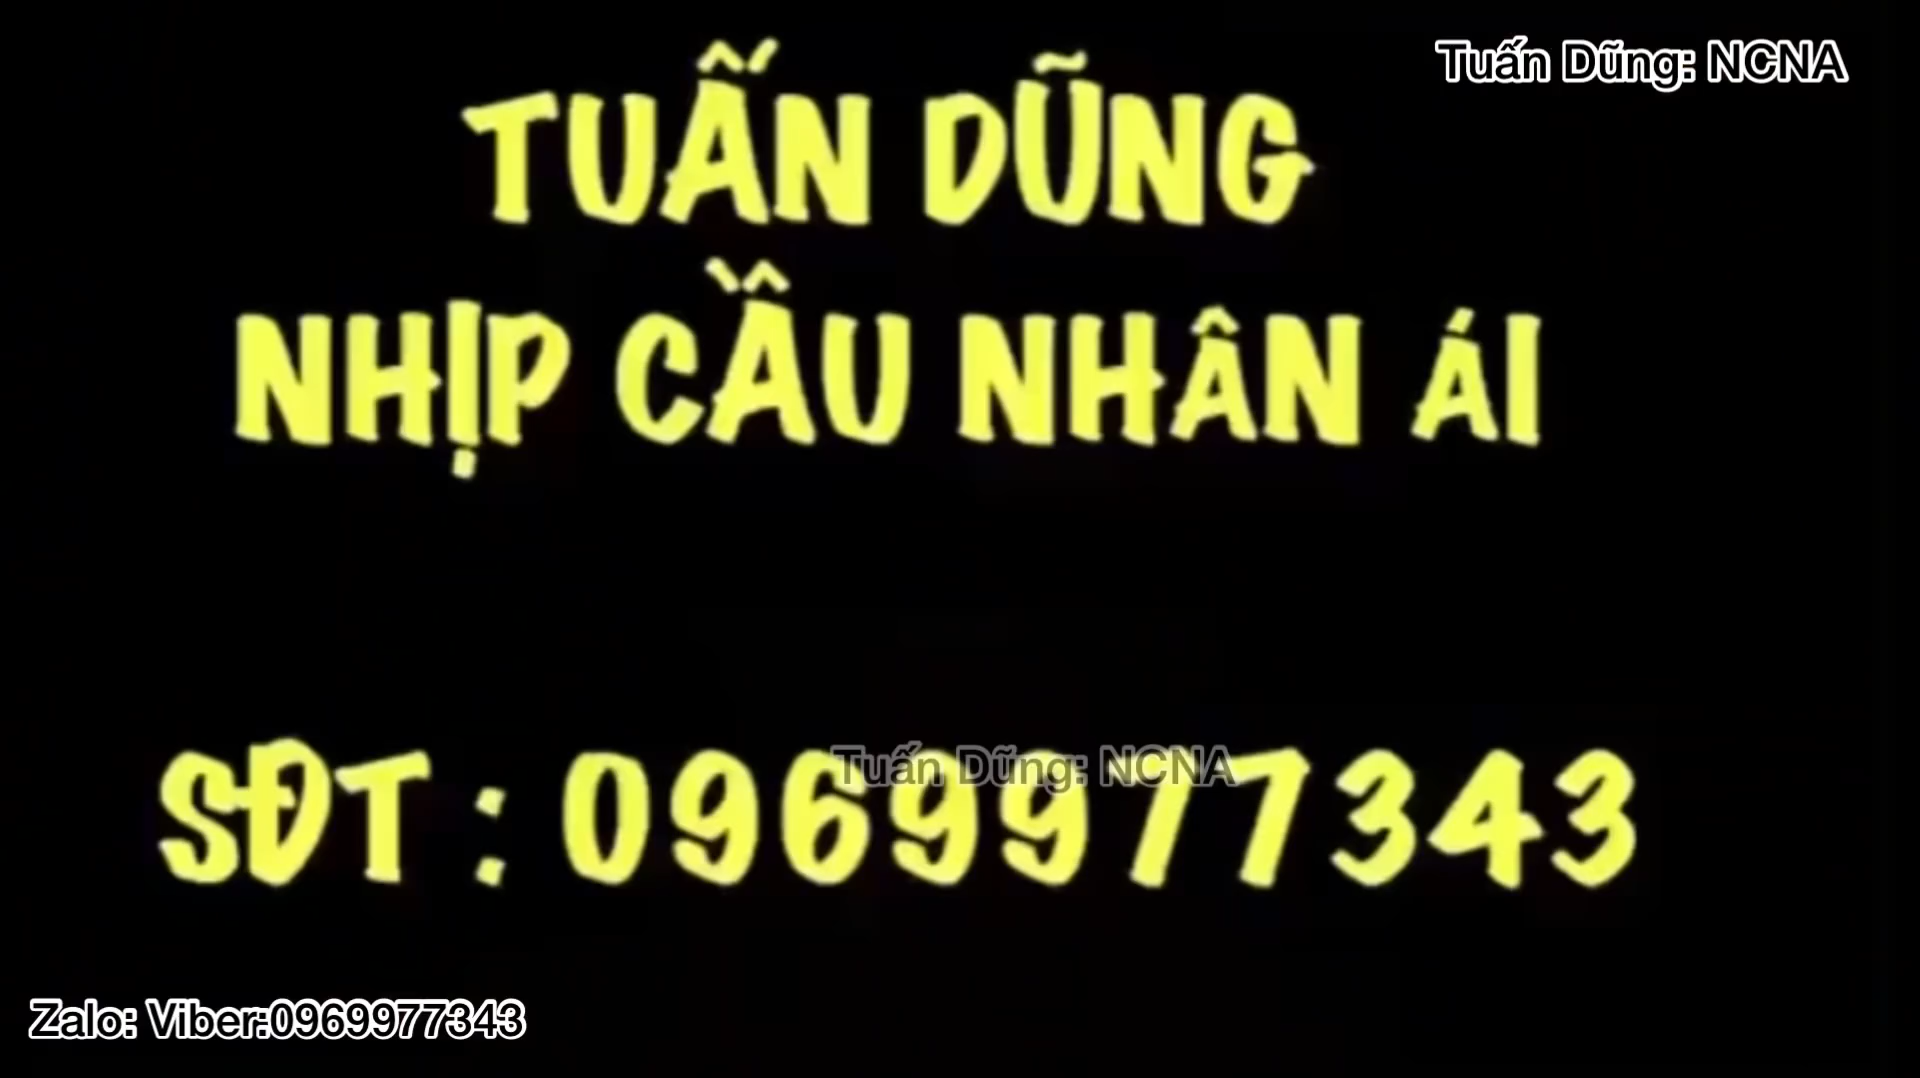 Tuấn Dũng: NCNA
TUẤN DŨNG
NHỊP CẦU NHÂN ÁI
Tuấn Dũng: NCNA
SĐT : 0969977343
Zalo: Viber:0969977343